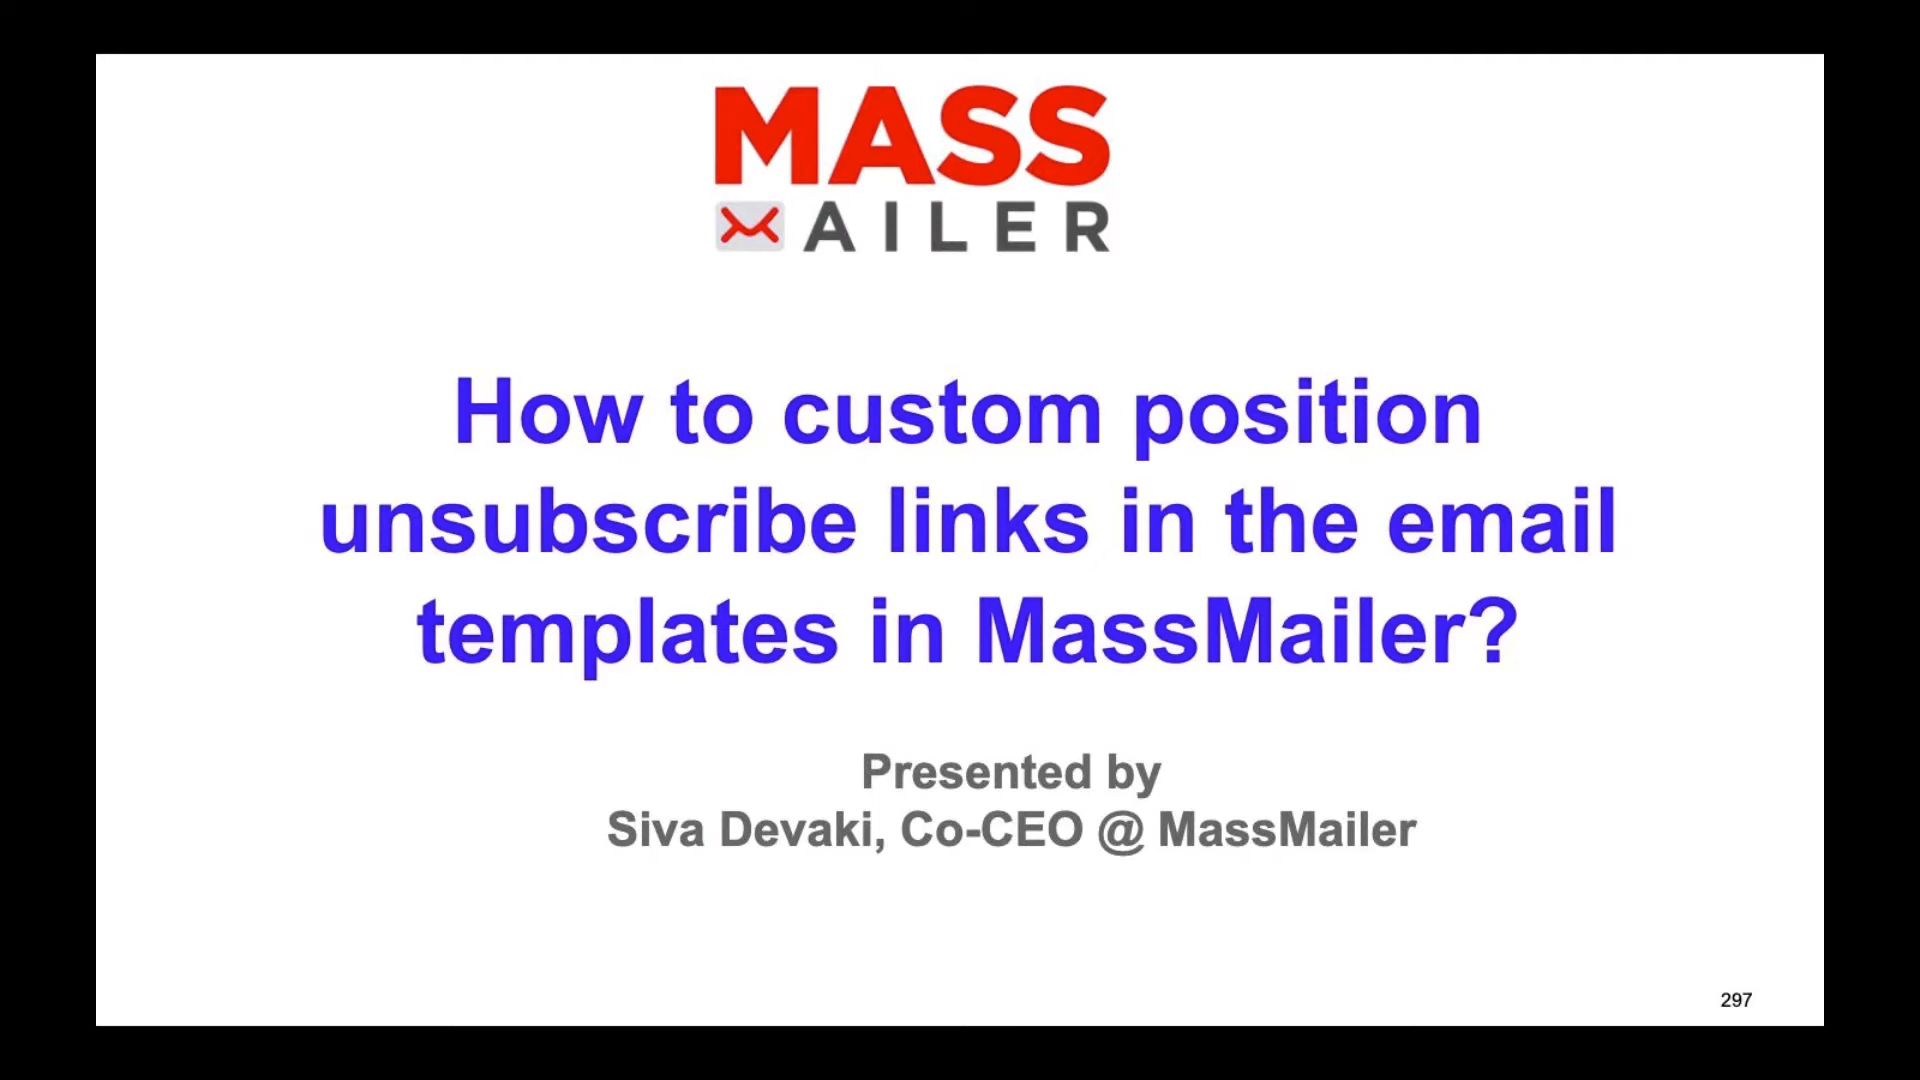 MASS
AILER
How to custom position
unsubscribe links in the email
templates in MassMailer?
Presented by
Siva Devaki, Co-CEO @ MassMailer
297